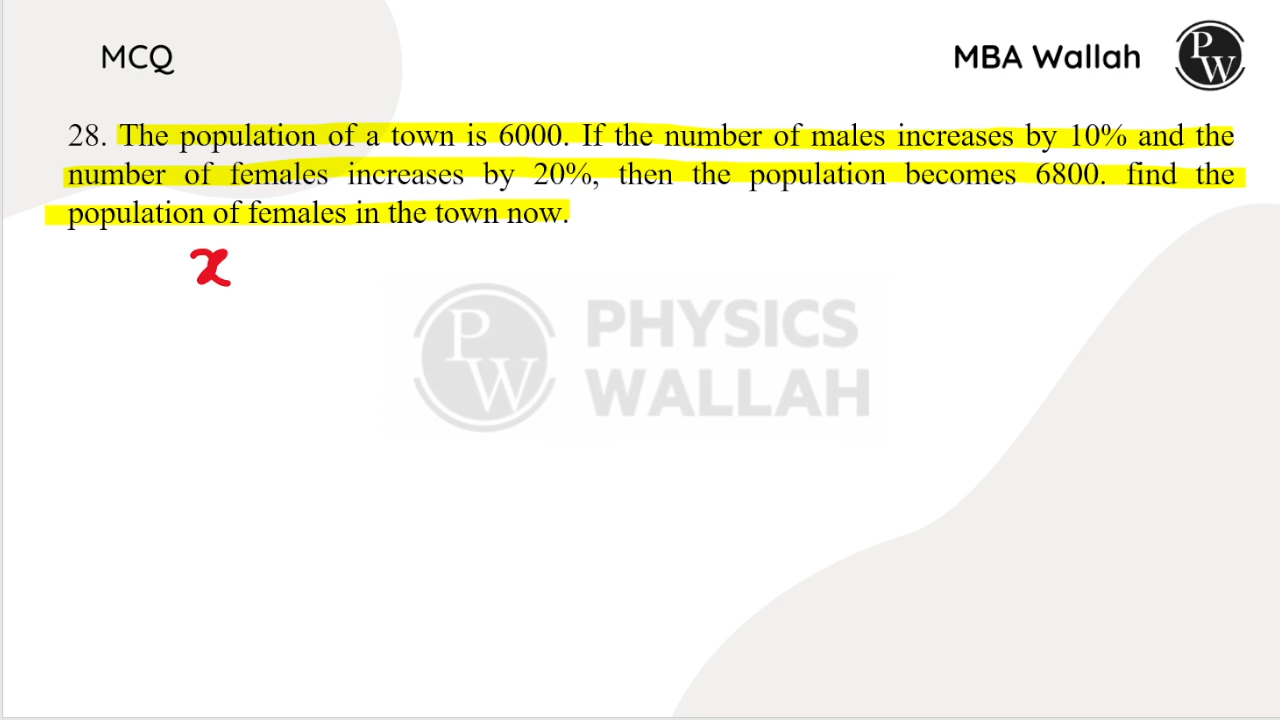 MCQ
MBA Wallah
P
W
28. The population of a town is 6000. If the number of males increases by 10% and the
number of females increases by 20%, then the population becomes 6800. find the
population of females in the town now.
x
P
W
PHYSICS
WALLAH